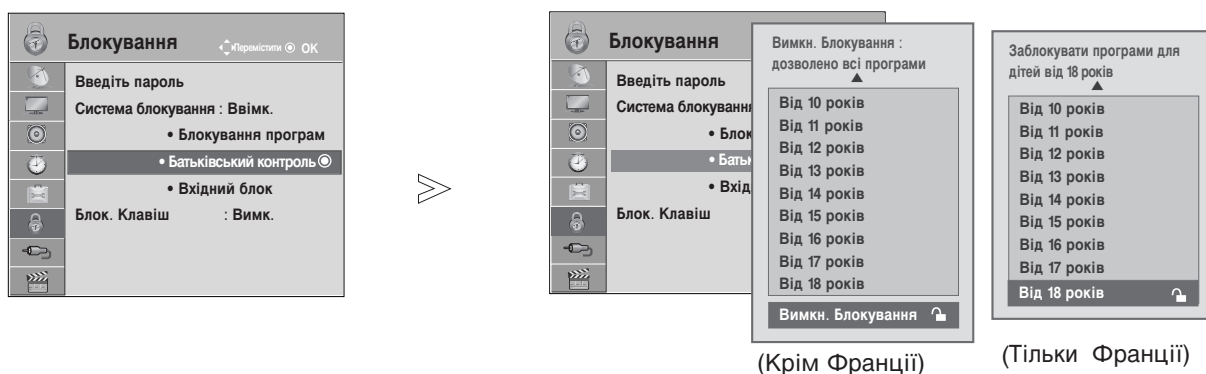 Блокування
Перемістити OK
Введіть пароль
Система блокування : Ввімк.
• Блокування програм
• Батьківський контроль
• Вхідний блок
Блок. Клавіш : Вимк.
Блокування
Введіть пароль
Система блокування
• Блок
• Батьк
• Вхід
Блок. Клавіш
Вимкн. Блокування :
дозволено всі програми
Від 10 років
Від 11 років
Від 12 років
Від 13 років
Від 14 років
Від 15 років
Від 16 років
Від 17 років
Від 18 років
Вимкн. Блокування
(Крім Франції)
Заблокувати програми для
дітей від 18 років
Від 10 років
Від 11 років
Від 12 років
Від 13 років
Від 14 років
Від 15 років
Від 16 років
Від 17 років
Від 18 років
(Тільки Франції)